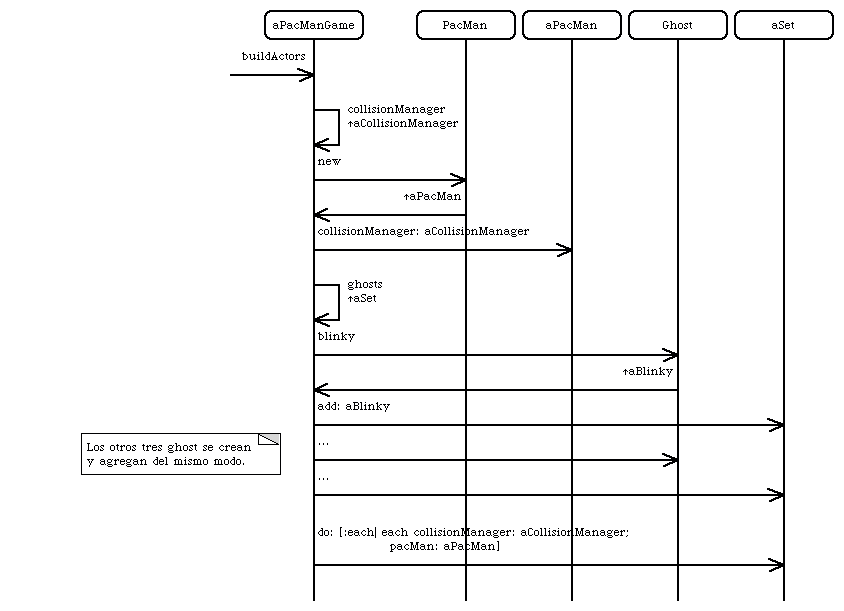 aPacManGame PacMan aPacMan Ghost aSet
buildActors
collisionManager
↑aCollisionManager
new
↑aPacMan
collisionManager: aCollisionManager
ghosts
↑aSet
blinky
↑aBlinky
add: aBlinky
Los otros tres ghost se crean
y agregan del mismo modo.
...
...
do: [:each| each collisionManager: aCollisionManager;
pacMan: aPacMan]